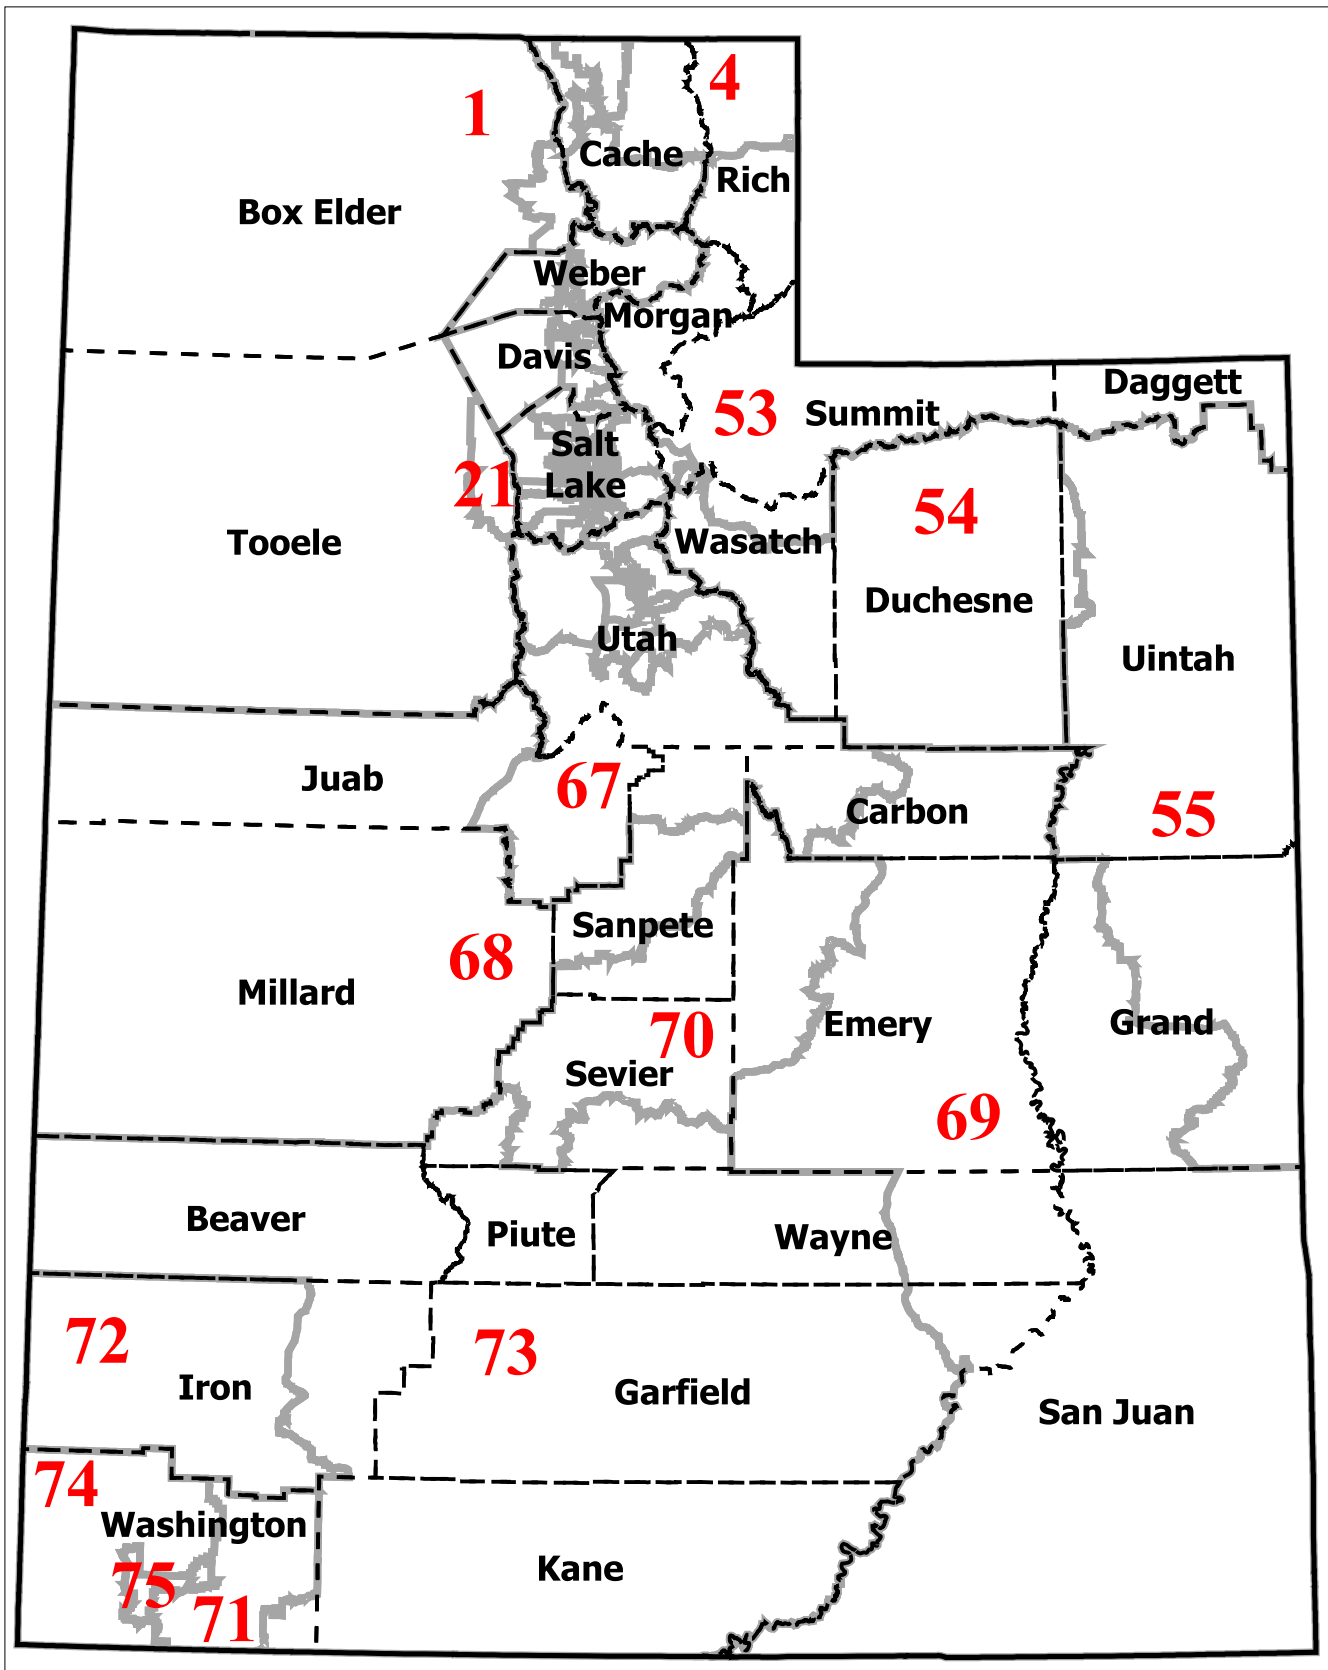 4
1
Cache
Rich
Box Elder
Weber
Morgan
Davis
Daggett
53
Summit
Salt
Lake
21
54
Tooele
Wasatch
Duchesne
Utah
Uintah
Juab
67
Carbon
55
Sanpete
68
Millard
70
Emery
Grand
Sevier
69
Beaver
Piute
Wayne
72
73
Iron
Garfield
San Juan
74
Washington
Kane
75
71